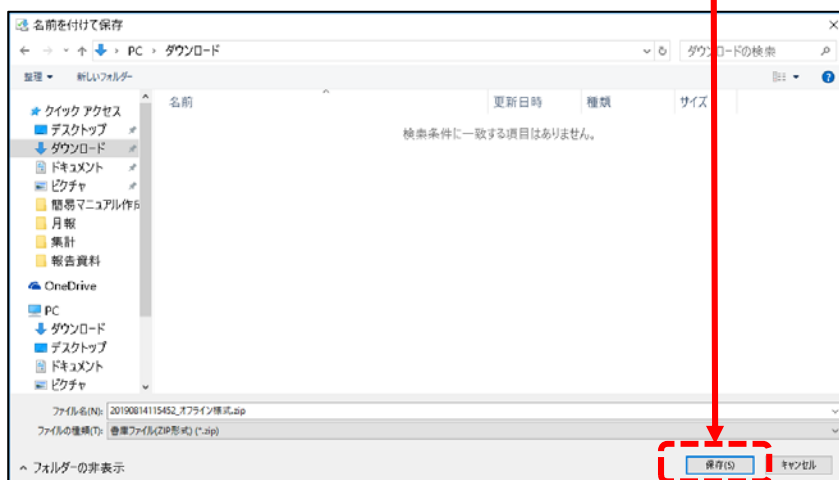 名前を付けて保存
PC › ダウンロード
ダウンロードの検索
整理 新しいフォルダー
名前 更新日時 種類 サイズ
検索条件に一致する項目はありません。
クイック アクセス
デスクトップ
ダウンロード
ドキュメント
ピクチャ
簡易マニュアル作成
月報
集計
報告資料
OneDrive
PC
ダウンロード
デスクトップ
ドキュメント
ピクチャ
ファイル名(N): 20190814115452_オフライン様式.zip
ファイルの種類(T): 書庫ファイル(ZIP形式) (*.zip)
フォルダーの非表示
保存(S) キャンセル